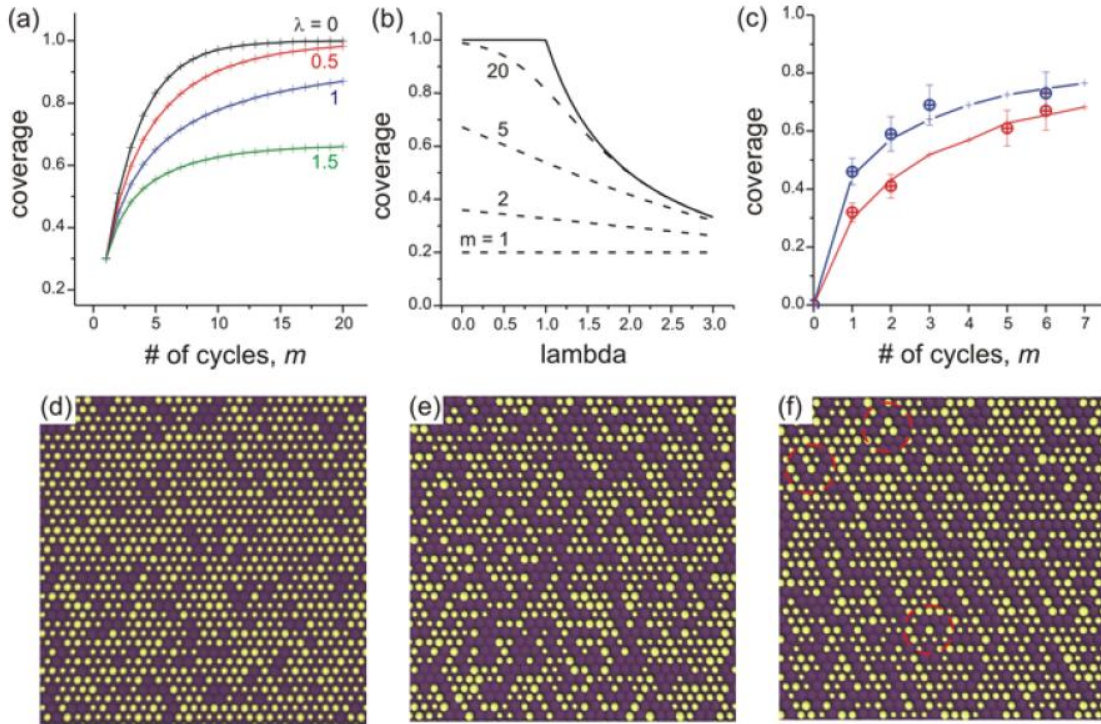 (a)
coverage
1.0
0.8
0.6
0.4
0.2
λ = 0
0.5
1
1.5
0 5 10 15 20
# of cycles, m
(b)
coverage
1.0
0.8
0.6
0.4
0.2
0.0
20
5
2
m = 1
0.0 0.5 1.0 1.5 2.0 2.5 3.0
lambda
(c)
coverage
1.0
0.8
0.6
0.4
0.2
0.0
0 1 2 3 4 5 6 7
# of cycles, m
(d)
(e)
(f)